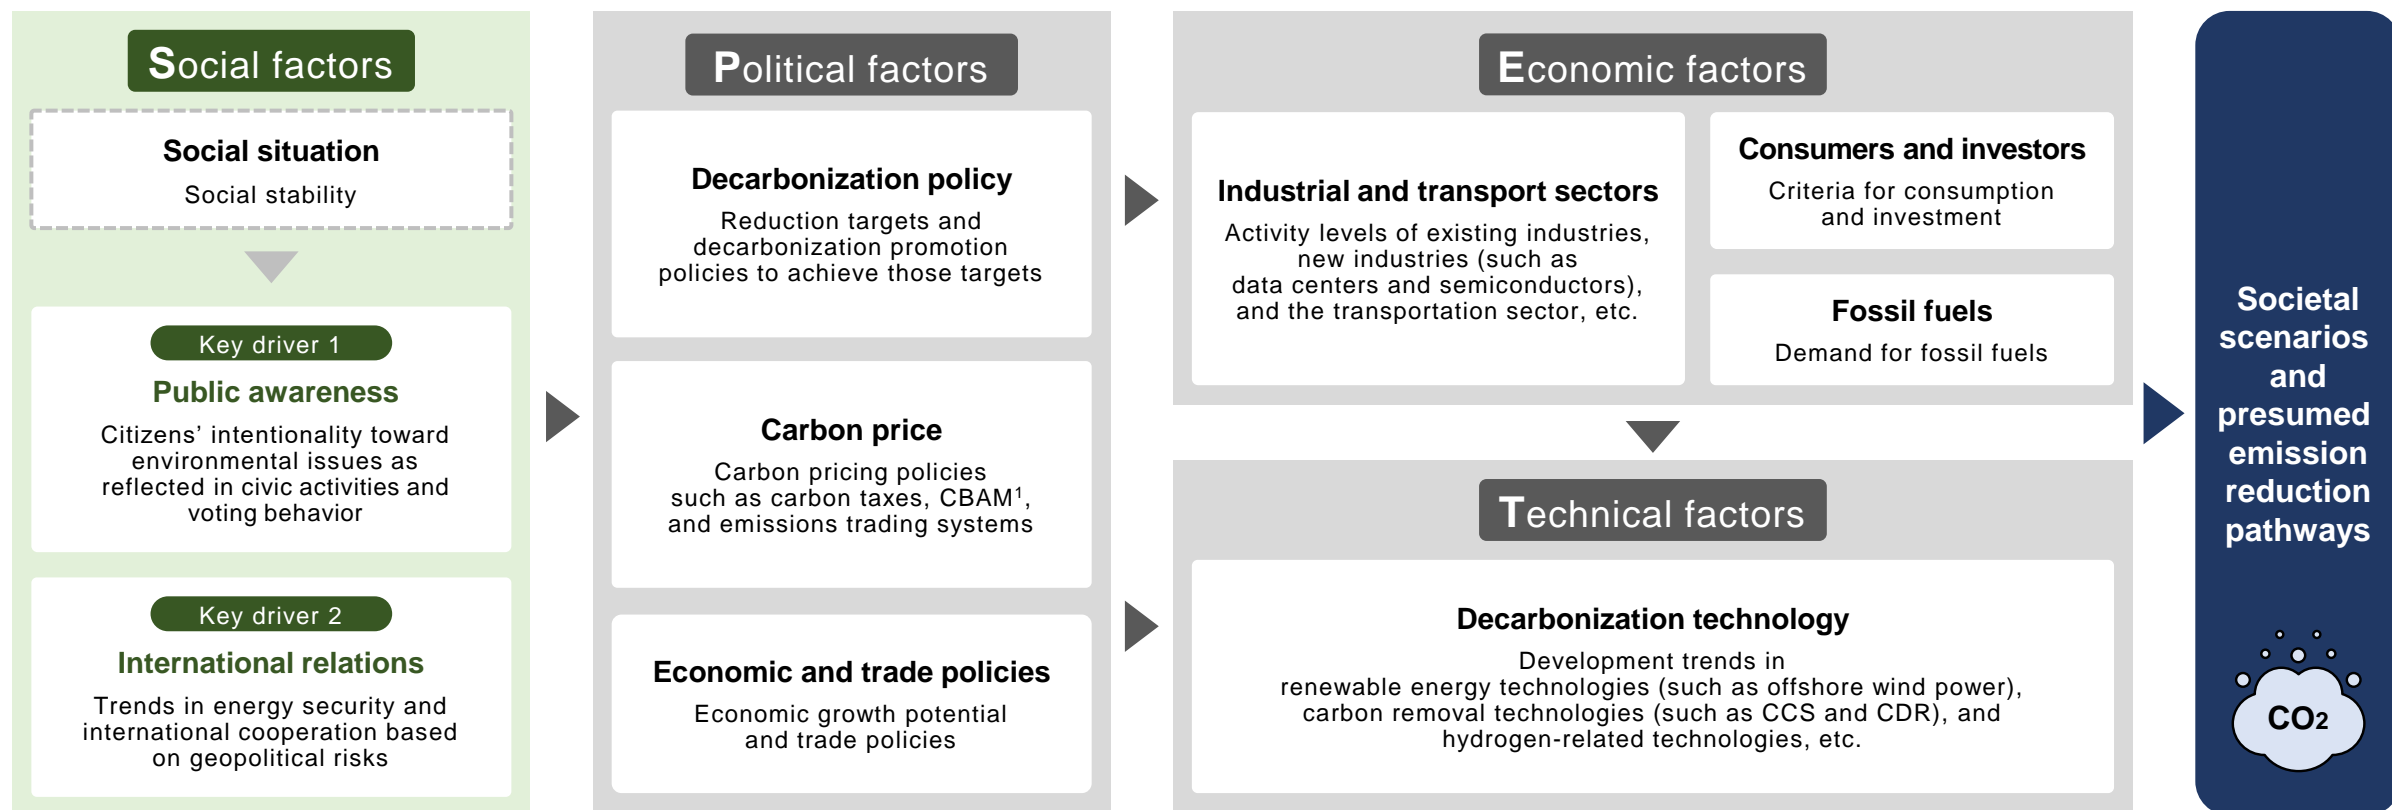 Social factors
Social situation
Social stability
Key driver 1
Public awareness
Citizens’ intentionality toward
environmental issues as
reflected in civic activities and
voting behavior
Key driver 2
International relations
Trends in energy security and
international cooperation based
on geopolitical risks
Political factors
Decarbonization policy
Reduction targets and
decarbonization promotion
policies to achieve those targets
Carbon price
Carbon pricing policies
such as carbon taxes, CBAM¹,
and emissions trading systems
Economic and trade policies
Economic growth potential
and trade policies
Economic factors
Industrial and transport sectors
Activity levels of existing industries,
new industries (such as
data centers and semiconductors),
and the transportation sector, etc.
Consumers and investors
Criteria for consumption
and investment
Fossil fuels
Demand for fossil fuels
Technical factors
Decarbonization technology
Development trends in
renewable energy technologies (such as offshore wind power),
carbon removal technologies (such as CCS and CDR), and
hydrogen-related technologies, etc.
Societal
scenarios
and
presumed
emission
reduction
pathways
CO2